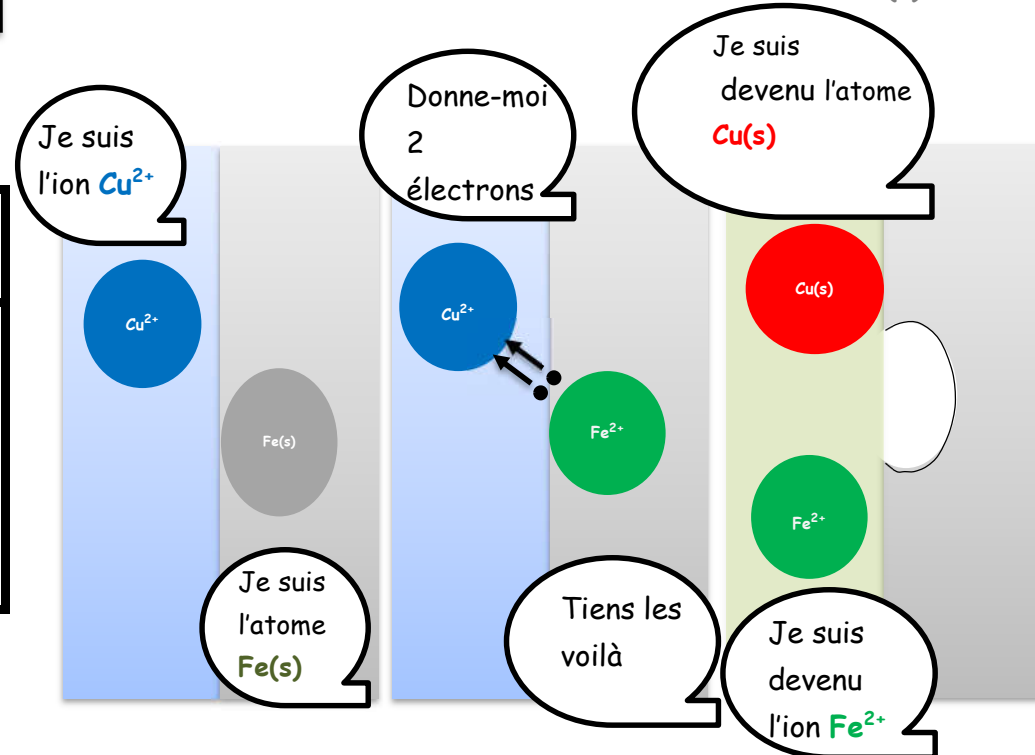 Je suis
l'ion Cu²⁺
Cu²⁺
Fe(s)
Je suis
l'atome
Fe(s)
Donne-moi
2
électrons
Cu²⁺
Fe²⁺
Tiens les
voilà
Je suis
devenu l'atome
Cu(s)
Cu(s)
Fe²⁺
Je suis
devenu
l'ion Fe²⁺